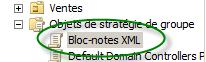 Ventes
Objets de stratégie de groupe
Bloc-notes XML
Default Domain Controllers P